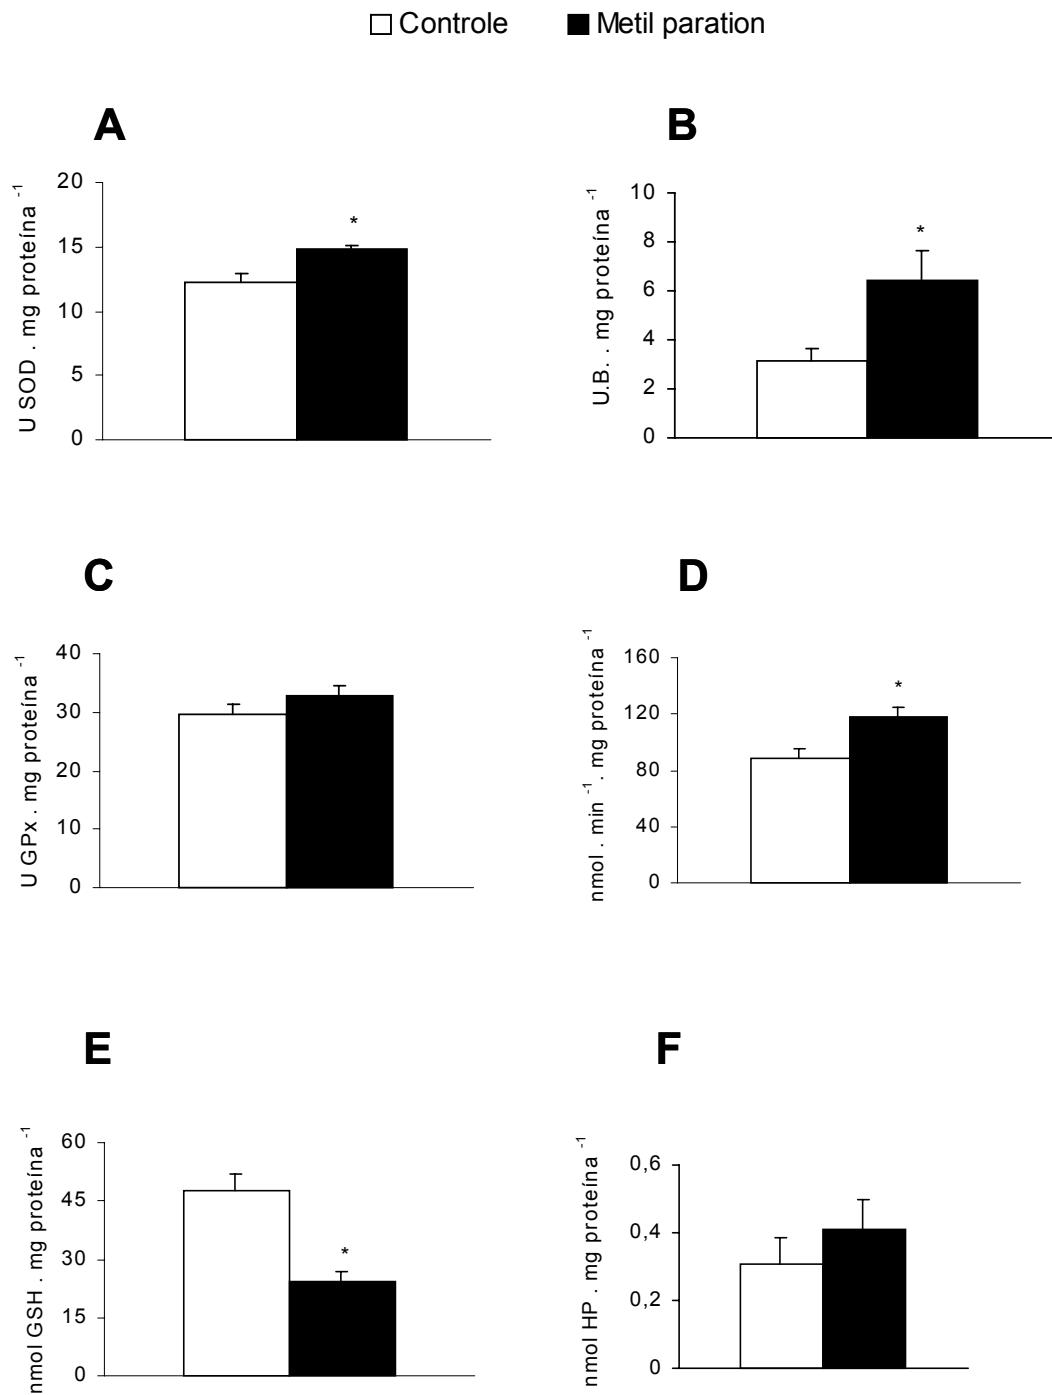 Controle Metil paration
A
U SOD . mg proteína -1
20
15
10
5
0
*
B
U.B. . mg proteína -1
10
8
6
4
2
0
*
C
U GPx . mg proteína -1
40
30
20
10
0
D
nmol . min -1 . mg proteína -1
160
120
80
40
0
*
E
nmol GSH . mg proteína -1
60
45
30
15
0
*
F
nmol HP . mg proteína -1
0,6
0,4
0,2
0